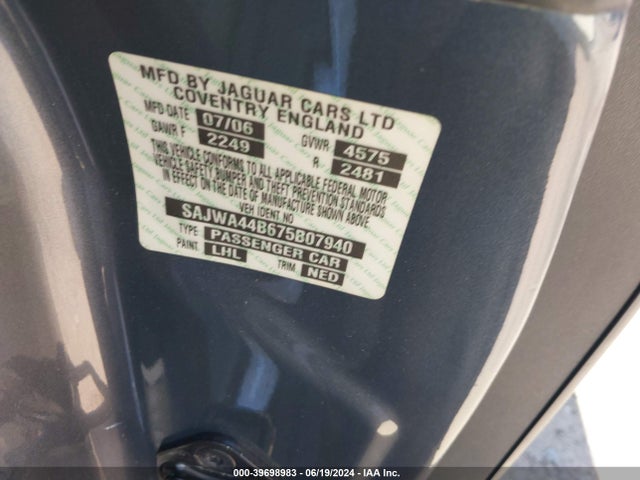 MFD BY JAGUAR CARS LTD
COVENTRY ENGLAND
MFD DATE 07/06 GVWR 4575
GAWR F 2249 R. 2481
THIS VEHICLE CONFORMS TO ALL APPLICABLE FEDERAL MOTOR
VEHICLE SAFETY, BUMPER AND THEFT PREVENTION STANDARDS
IN EFFECT ON THE DATE OF MANUFACTURE SHOWN ABOVE.
VEH IDENT NO.
SAJWA44B675B07940
TYPE PASSENGER CAR
PAINT LHL TRIM NED
000-39698983 / 06/19/2024 - IAA Inc.